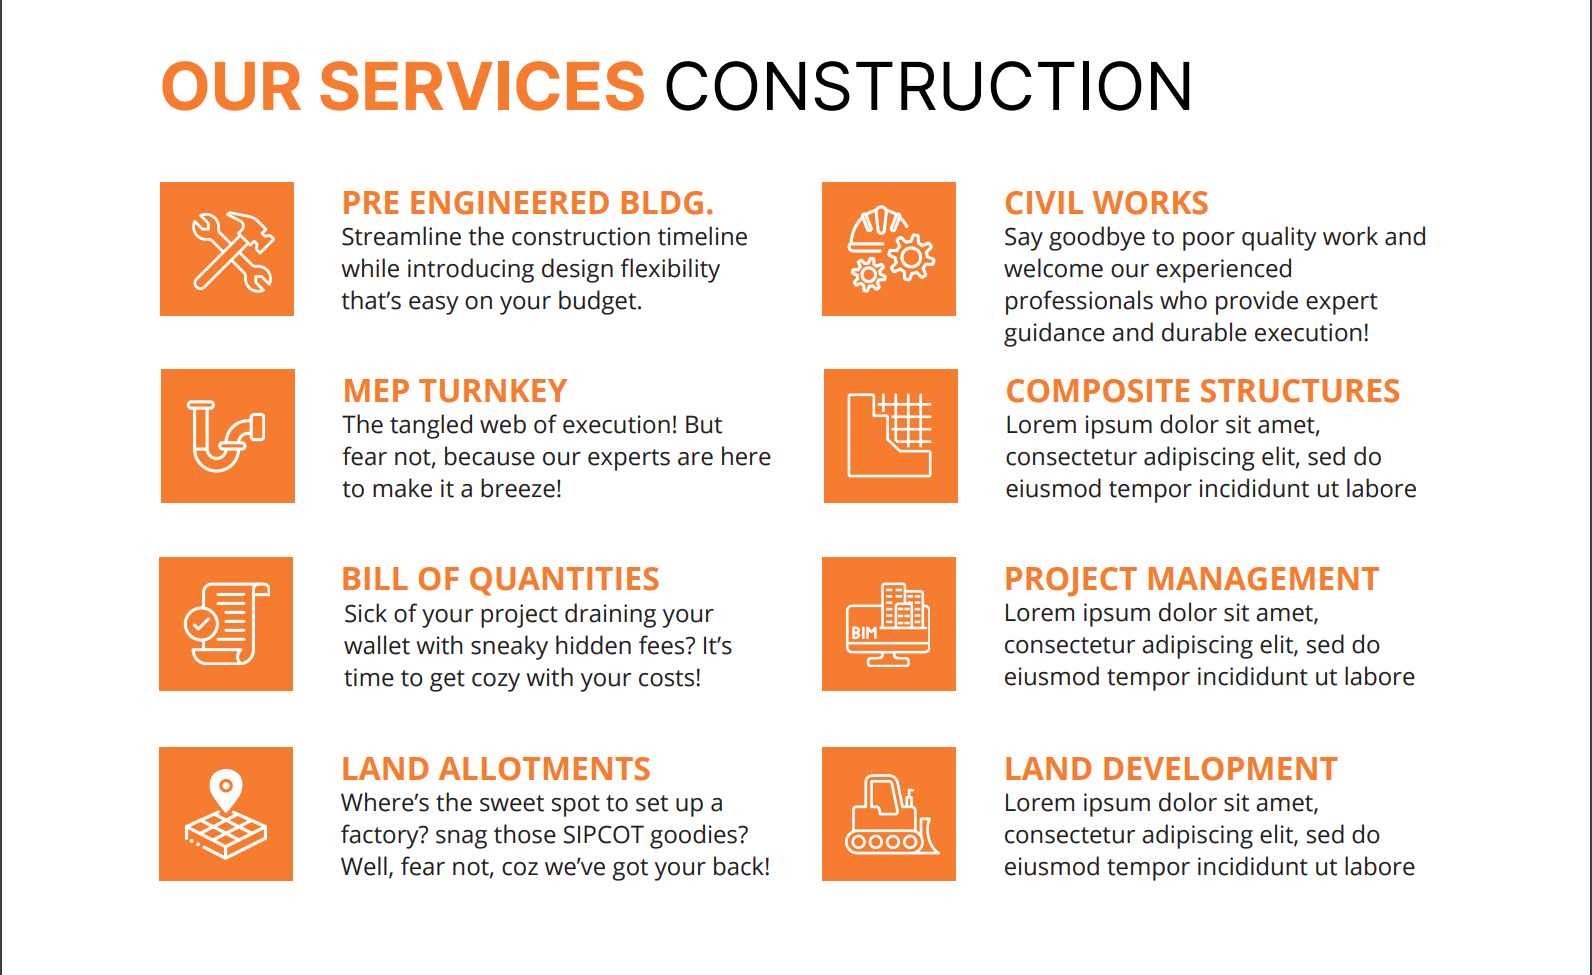 OUR SERVICES CONSTRUCTION
PRE ENGINEERED BLDG.
Streamline the construction timeline
while introducing design flexibility
that’s easy on your budget.
CIVIL WORKS
Say goodbye to poor quality work and
welcome our experienced
professionals who provide expert
guidance and durable execution!
MEP TURNKEY
The tangled web of execution! But
fear not, because our experts are here
to make it a breeze!
COMPOSITE STRUCTURES
Lorem ipsum dolor sit amet,
consectetur adipiscing elit, sed do
eiusmod tempor incididunt ut labore
BILL OF QUANTITIES
Sick of your project draining your
wallet with sneaky hidden fees? It’s
time to get cozy with your costs!
BIM
PROJECT MANAGEMENT
Lorem ipsum dolor sit amet,
consectetur adipiscing elit, sed do
eiusmod tempor incididunt ut labore
LAND ALLOTMENTS
Where’s the sweet spot to set up a
factory? snag those SIPCOT goodies?
Well, fear not, coz we’ve got your back!
LAND DEVELOPMENT
Lorem ipsum dolor sit amet,
consectetur adipiscing elit, sed do
eiusmod tempor incididunt ut labore